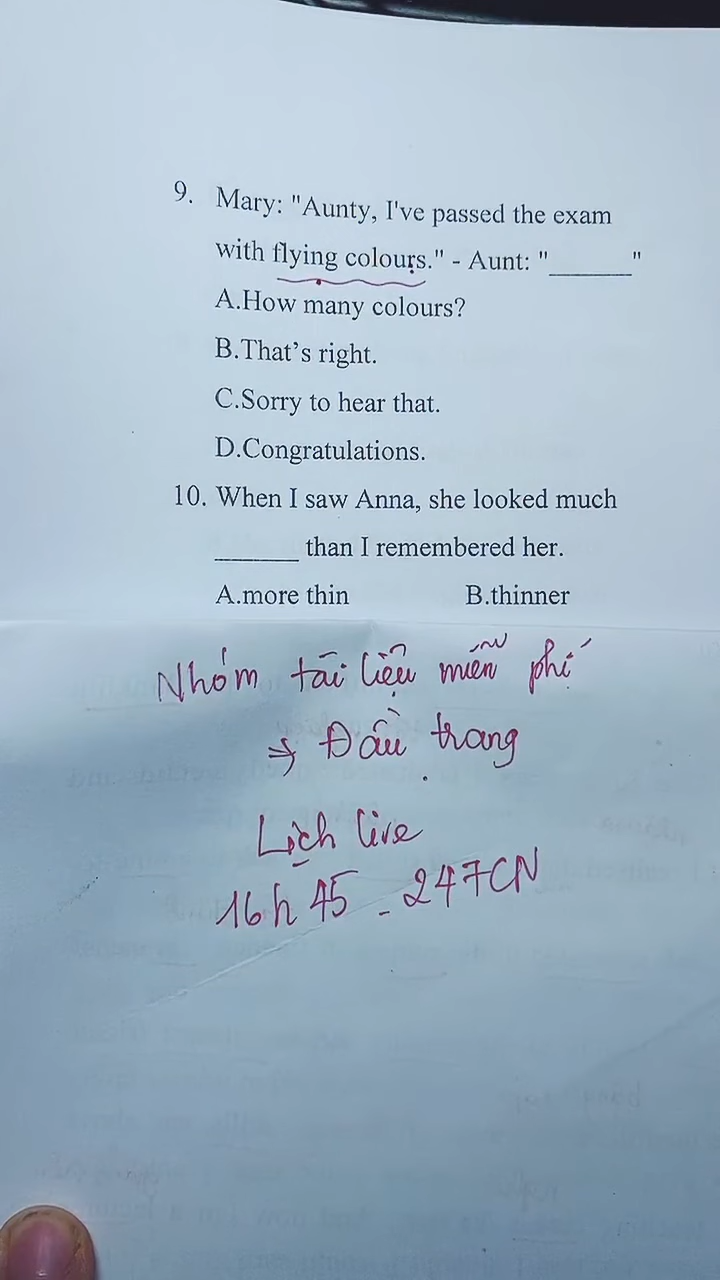 9. Mary: "Aunty, I've passed the exam
with flying colours." - Aunt: "______"
A.How many colours?
B.That's right.
C.Sorry to hear that.
D.Congratulations.
10. When I saw Anna, she looked much
______ than I remembered her.
A.more thin B.thinner
Nhóm tài liệu miễn phí
⇒ Đầu trang
Lịch live
16h45 - 247CN